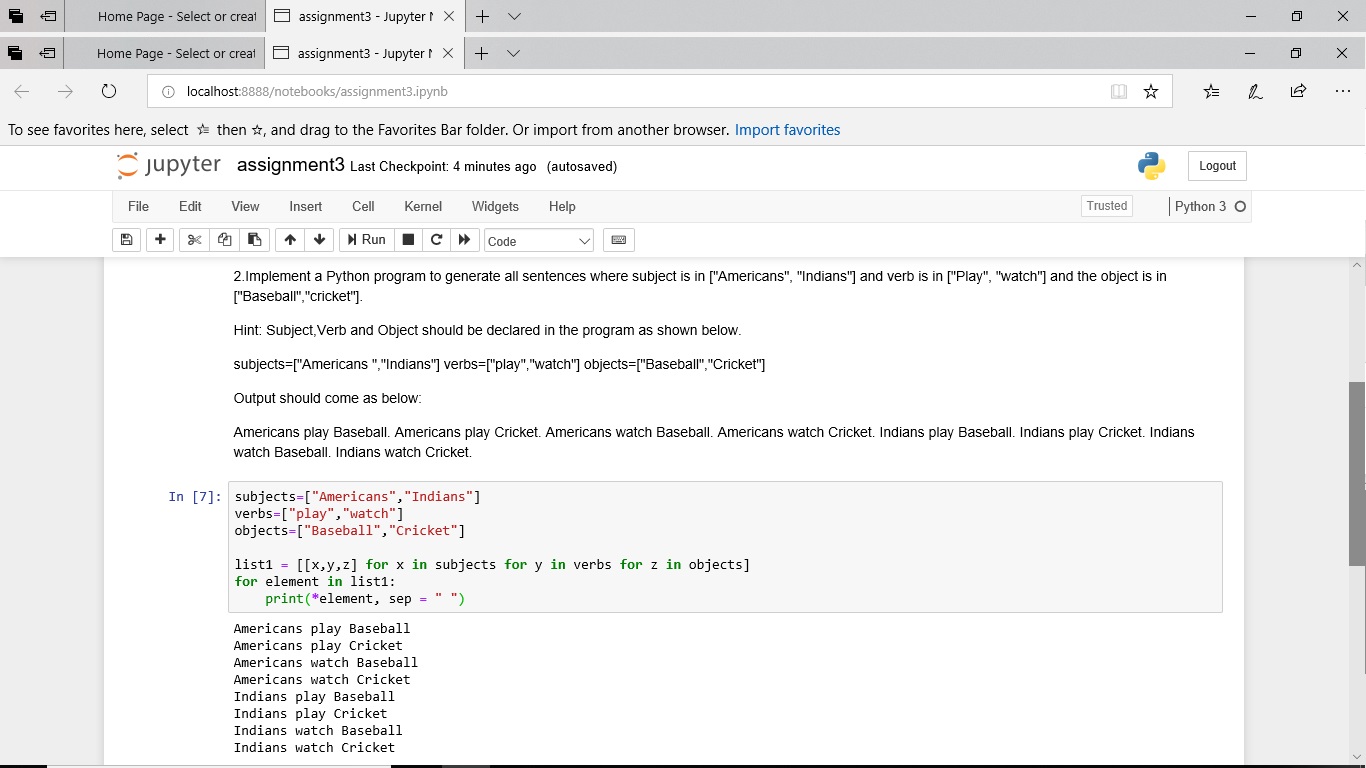 Home Page - Select or creat assignment3 - Jupyter N
Home Page - Select or creat assignment3 - Jupyter N
localhost:8888/notebooks/assignment3.ipynb
To see favorites here, select then , and drag to the Favorites Bar folder. Or import from another browser. Import favorites
jupyter assignment3 Last Checkpoint: 4 minutes ago (autosaved) Logout
File Edit View Insert Cell Kernel Widgets Help Trusted Python 3
Run Code
2.Implement a Python program to generate all sentences where subject is in ["Americans", "Indians"] and verb is in ["Play", "watch"] and the object is in
["Baseball","cricket"].
Hint: Subject,Verb and Object should be declared in the program as shown below.
subjects=["Americans ","Indians"] verbs=["play","watch"] objects=["Baseball","Cricket"]
Output should come as below:
Americans play Baseball. Americans play Cricket. Americans watch Baseball. Americans watch Cricket. Indians play Baseball. Indians play Cricket. Indians
watch Baseball. Indians watch Cricket.
In [7]: subjects=["Americans","Indians"]
verbs=["play","watch"]
objects=["Baseball","Cricket"]
list1 = [[x,y,z] for x in subjects for y in verbs for z in objects]
for element in list1:
    print(*element, sep = " ")
Americans play Baseball
Americans play Cricket
Americans watch Baseball
Americans watch Cricket
Indians play Baseball
Indians play Cricket
Indians watch Baseball
Indians watch Cricket